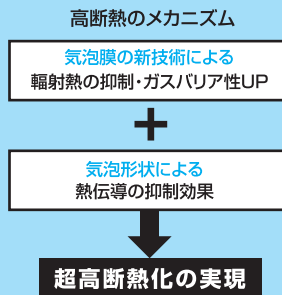 高断熱のメカニズム
気泡膜の新技術による
輻射熱の抑制・ガスバリア性UP
+
気泡形状による
熱伝導の抑制効果
超高断熱化の実現